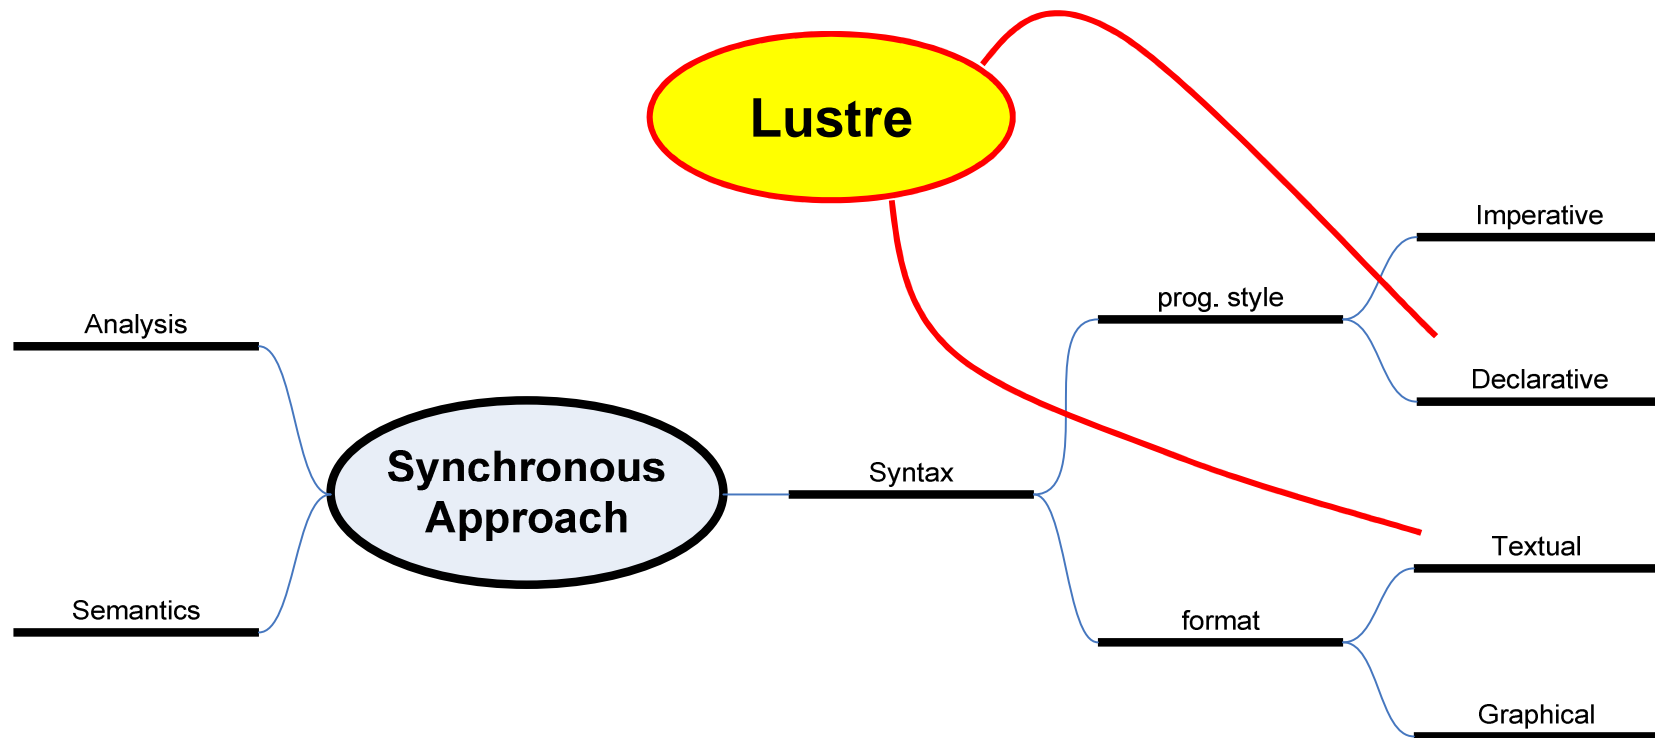 Lustre
Imperative
prog. style
Analysis
Declarative
Synchronous
Approach
Syntax
Textual
Semantics
format
Graphical